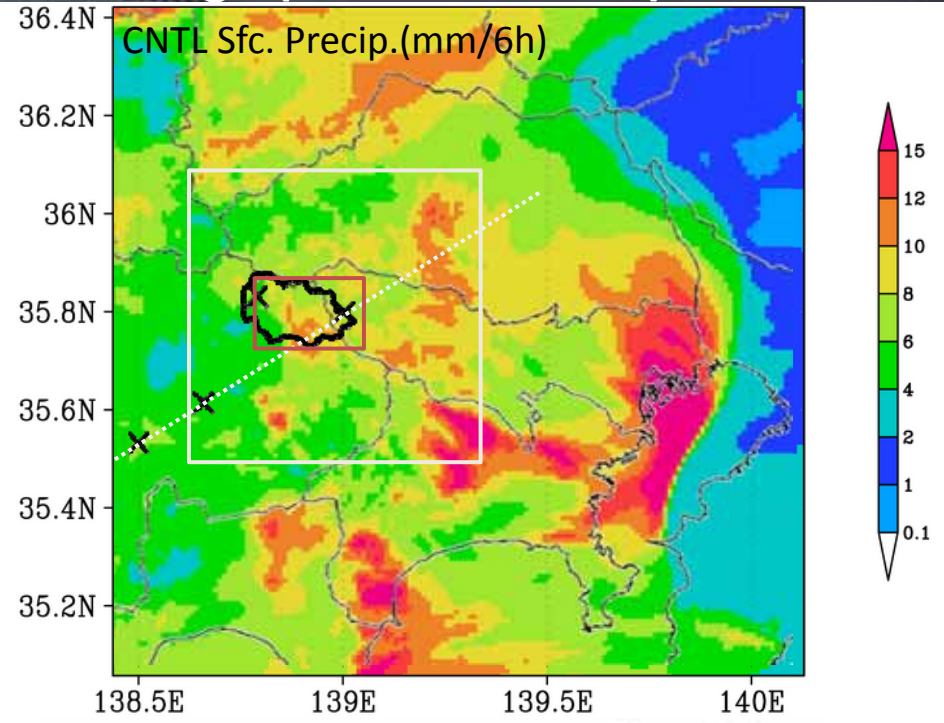 CNTL Sfc. Precip.(mm/6h)
36.4N
36.2N
36N
35.8N
35.6N
35.4N
35.2N
138.5E 139E 139.5E 140E
15
12
10
8
6
4
2
1
0.1